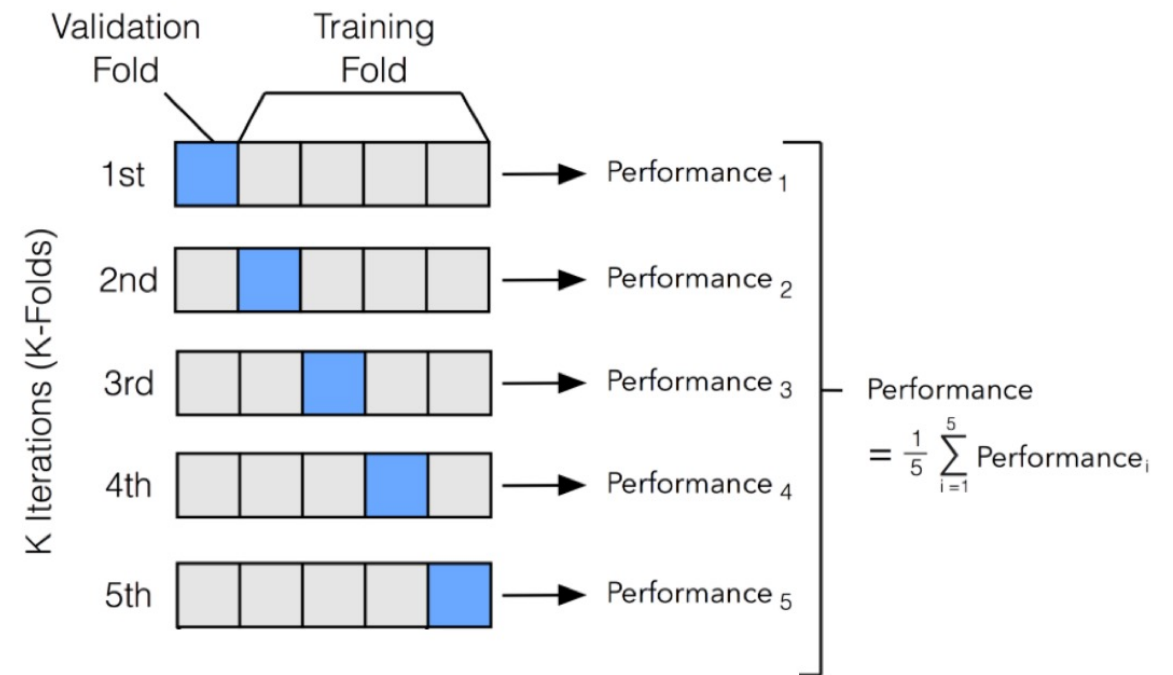 Validation
Fold
Training
Fold
K Iterations (K-Folds)
1st
Performance 1
2nd
Performance 2
3rd
Performance 3
4th
Performance 4
5th
Performance 5
Performance
= 1/5 5 ∑ i=1 Performance i